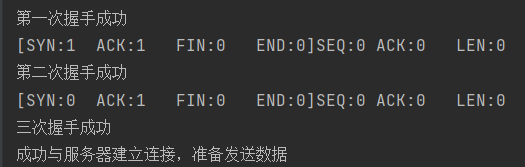 第一次握手成功
[SYN:1  ACK:1   FIN:0   END:0]SEQ:0 ACK:0   LEN:0
第二次握手成功
[SYN:0  ACK:1   FIN:0   END:0]SEQ:0 ACK:0   LEN:0
三次握手成功
成功与服务器建立连接，准备发送数据